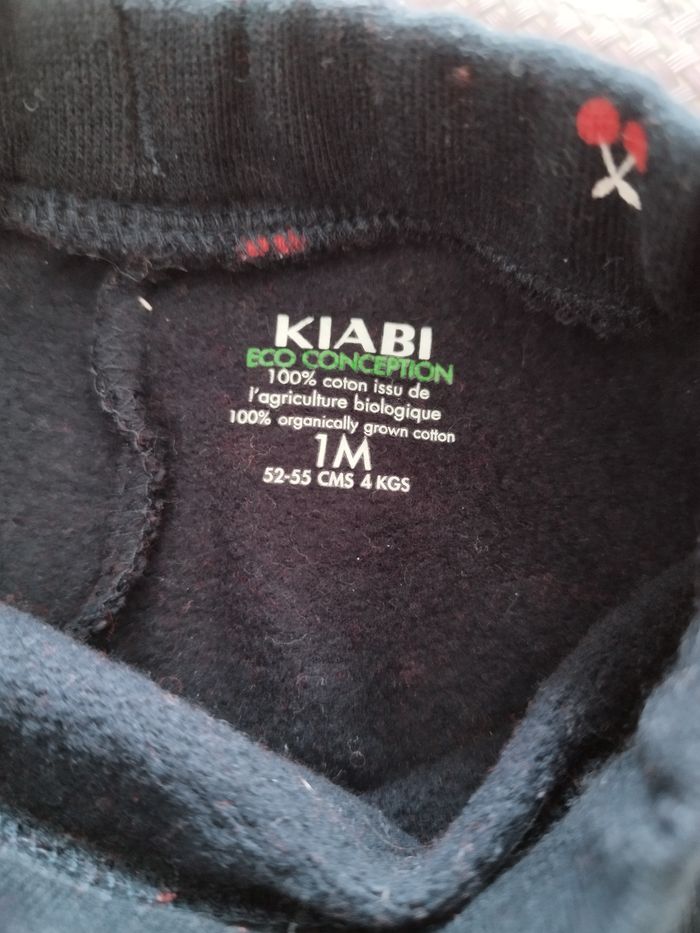 KIABI
ECO CONCEPTION
100% coton issu de
l'agriculture biologique
100% organically grown cotton
1M
52-55 CMS 4 KGS